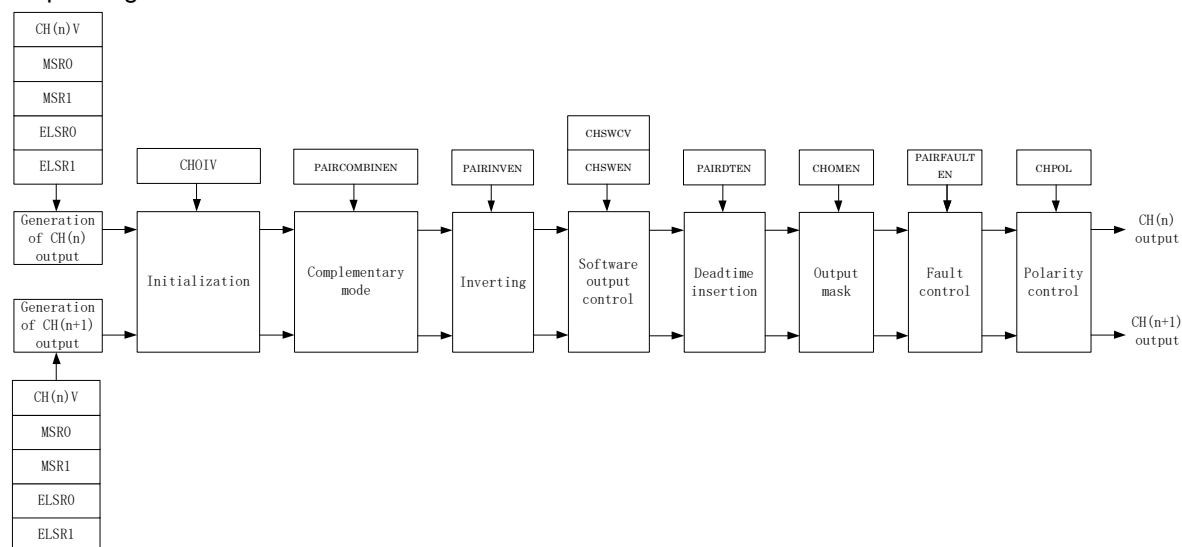 CH(n)V
MSR0
MSR1
ELSR0
ELSR1
CHOIV
PAIRCOMBINEN
PAIRINVEN
CHSWCV
CHSWEN
PAIRDTEN
CHOMEN
PAIRFAULT
EN
CHPOL
Generation
of CH(n)
output
Initialization
Complementary
mode
Inverting
Software
output
control
Deadtime
insertion
Output
mask
Fault
control
Polarity
control
CH(n)
output
Generation
of CH(n+1)
output
CH(n+1)
output
CH(n)V
MSR0
MSR1
ELSR0
ELSR1